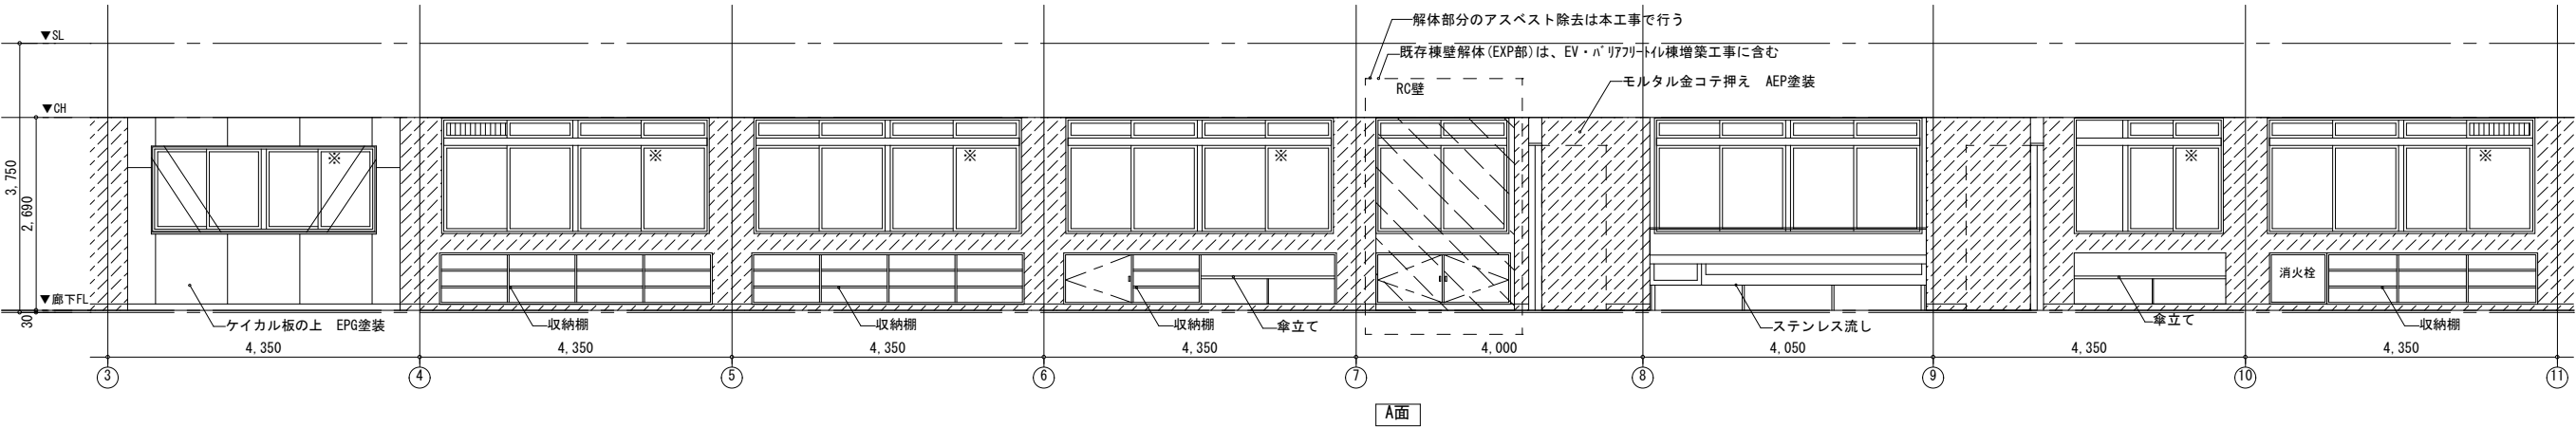 解体部分のアスベスト除去は本工事で行う
▼SL
既存棟壁解体(EXP部)は、EV・バリアフリートイレ棟増築工事に含む
モルタル金コテ押え　AEP塗装
RC壁
▼CH
※
※
※
※
※
※
3,750
2,690
消火栓
▼廊下FL
30
ケイカル板の上　EPG塗装
収納棚
収納棚
収納棚
傘立て
ステンレス流し
傘立て
収納棚
4,350
4,350
4,350
4,350
4,000
4,050
4,350
4,350
3
4
5
6
7
8
9
10
11
A面